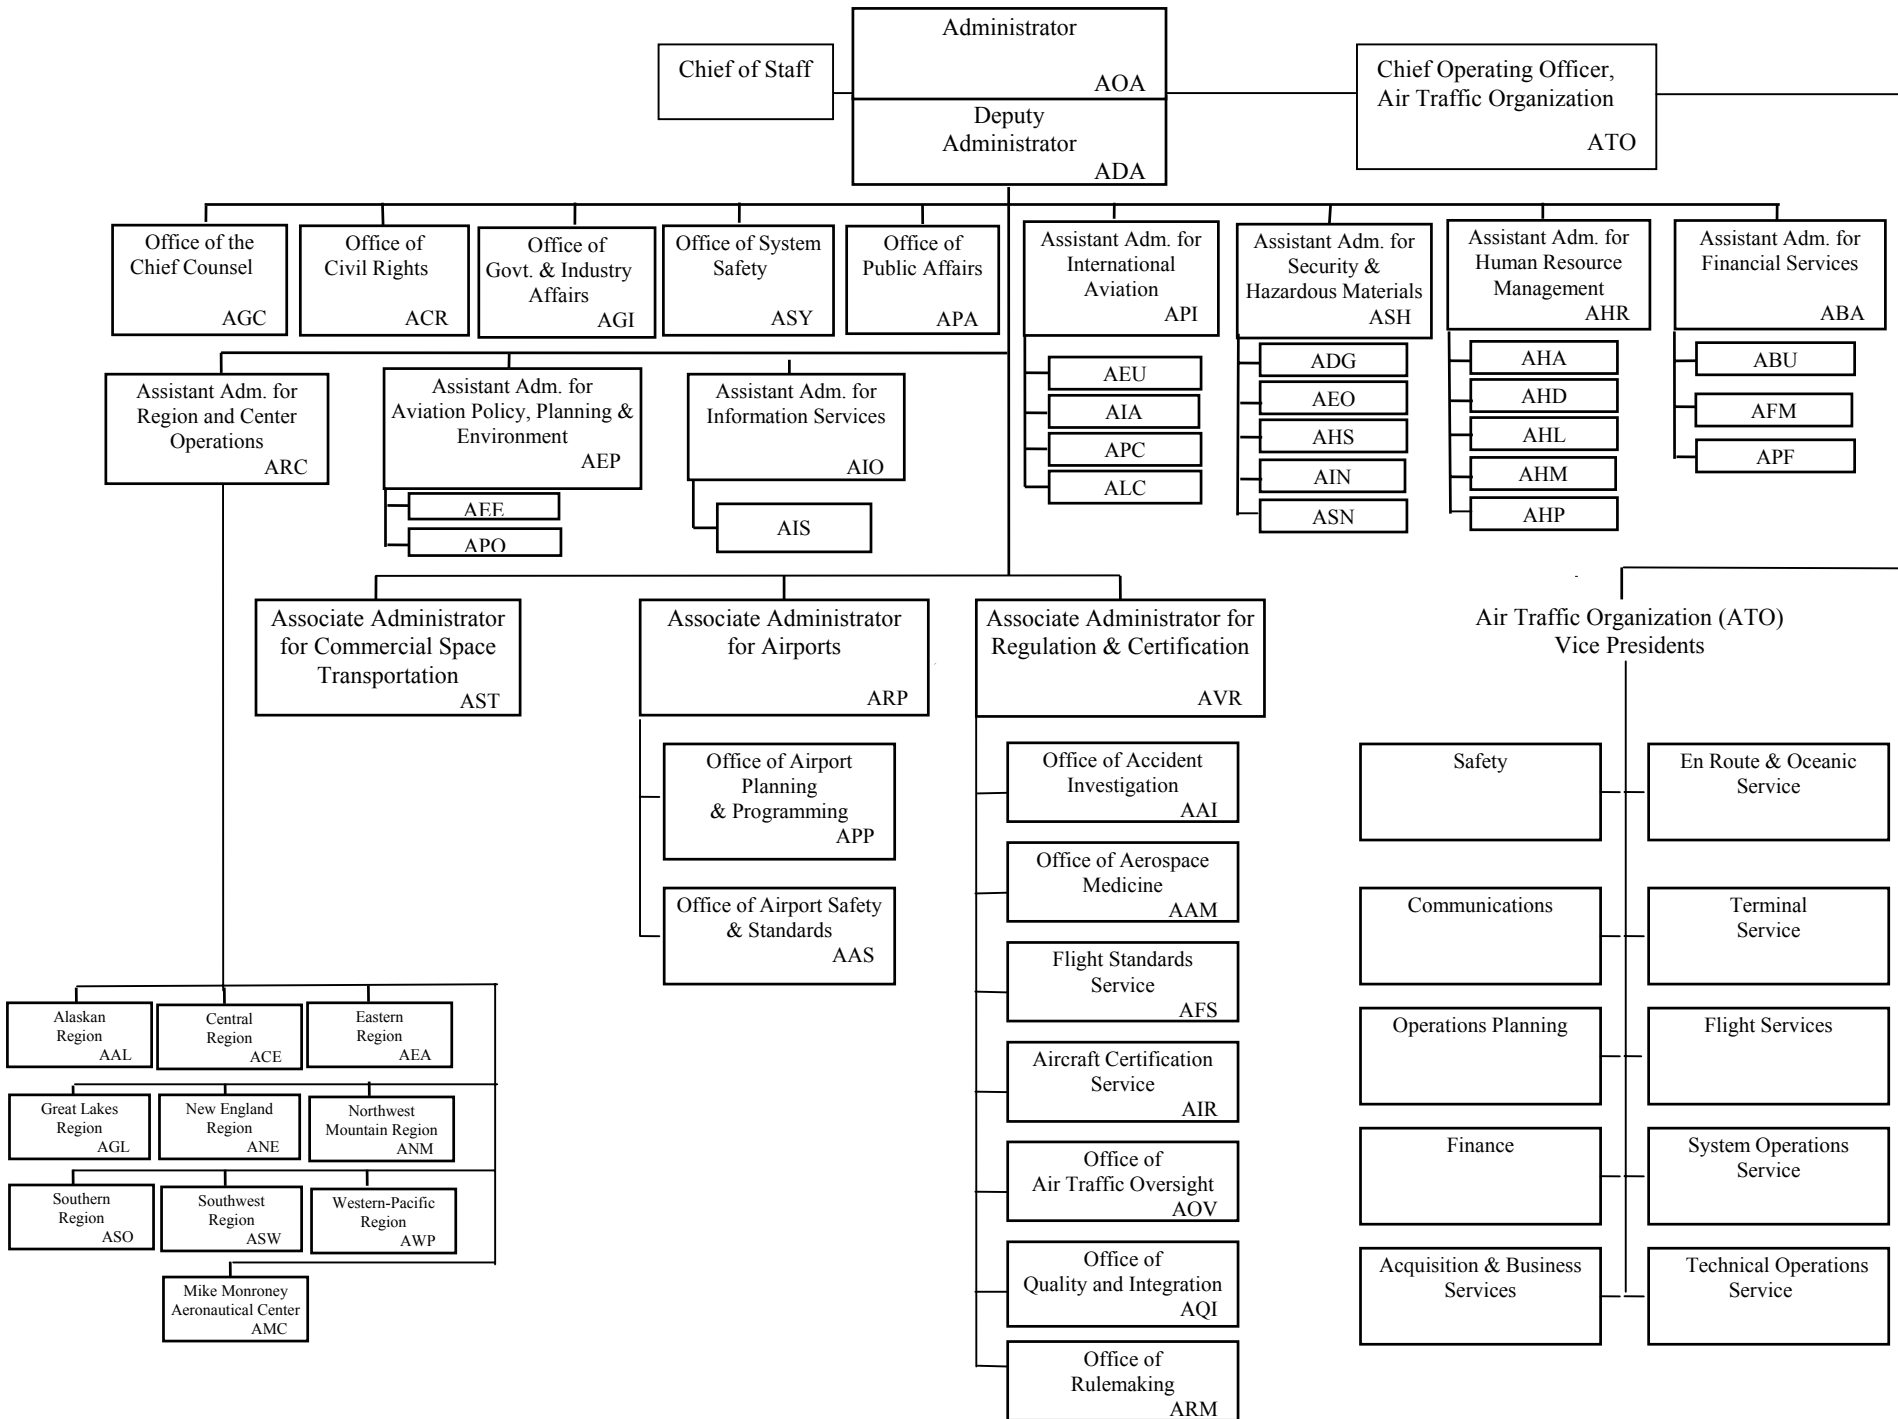 Administrator
AOA
Chief of Staff
Chief Operating Officer,
Air Traffic Organization
ATO
Deputy
Administrator
ADA
Office of the
Chief Counsel
AGC
Office of
Civil Rights
ACR
Office of
Govt. & Industry
Affairs
AGI
Office of System
Safety
ASY
Office of
Public Affairs
APA
Assistant Adm. for
International
Aviation
API
Assistant Adm. for
Security &
Hazardous Materials
ASH
Assistant Adm. for
Human Resource
Management
AHR
Assistant Adm. for
Financial Services
ABA
AEU
AIA
APC
ALC
ADG
AEO
AHS
AIN
ASN
AHA
AHD
AHL
AHM
AHP
ABU
AFM
APF
Assistant Adm. for
Region and Center
Operations
ARC
Assistant Adm. for
Aviation Policy, Planning &
Environment
AEP
AEE
APO
Assistant Adm. for
Information Services
AIO
AIS
Associate Administrator
for Commercial Space
Transportation
AST
Associate Administrator
for Airports
ARP
Associate Administrator for
Regulation & Certification
AVR
Air Traffic Organization (ATO)
Vice Presidents
Office of Airport
Planning
& Programming
APP
Office of Airport Safety
& Standards
AAS
Office of Accident
Investigation
AAI
Office of Aerospace
Medicine
AAM
Flight Standards
Service
AFS
Aircraft Certification
Service
AIR
Office of
Air Traffic Oversight
AOV
Office of
Quality and Integration
AQI
Office of
Rulemaking
ARM
Safety
En Route & Oceanic
Service
Communications
Terminal
Service
Operations Planning
Flight Services
Finance
System Operations
Service
Acquisition & Business
Services
Technical Operations
Service
Alaskan
Region
AAL
Central
Region
ACE
Eastern
Region
AEA
Great Lakes
Region
AGL
New England
Region
ANE
Northwest
Mountain Region
ANM
Southern
Region
ASO
Southwest
Region
ASW
Western-Pacific
Region
AWP
Mike Monroney
Aeronautical Center
AMC